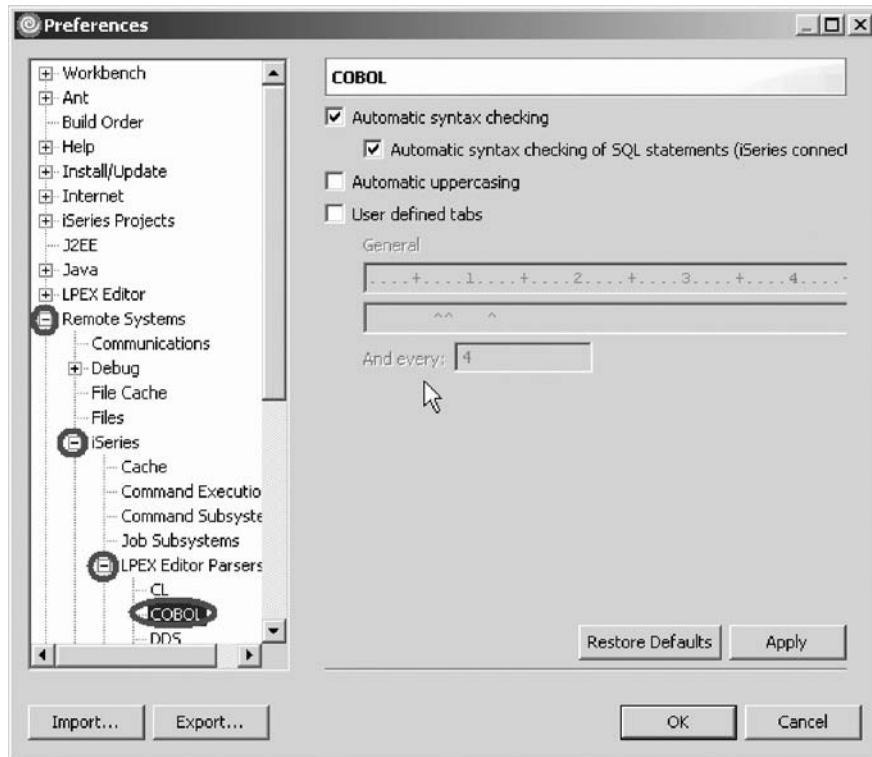 Preferences
Workbench
Ant
Build Order
Help
Install/Update
Internet
iSeries Projects
J2EE
Java
LPEX Editor
Remote Systems
Communications
Debug
File Cache
Files
iSeries
Cache
Command Executio
Command Subsyste
Job Subsystems
LPEX Editor Parsers
CL
COBOL
DDS
COBOL
Automatic syntax checking
Automatic syntax checking of SQL statements (iSeries connect
Automatic uppercasing
User defined tabs
General
....+....1....+....2....+....3....+....4....-
^^ ^
And every: 4
Restore Defaults Apply
Import... Export... OK Cancel